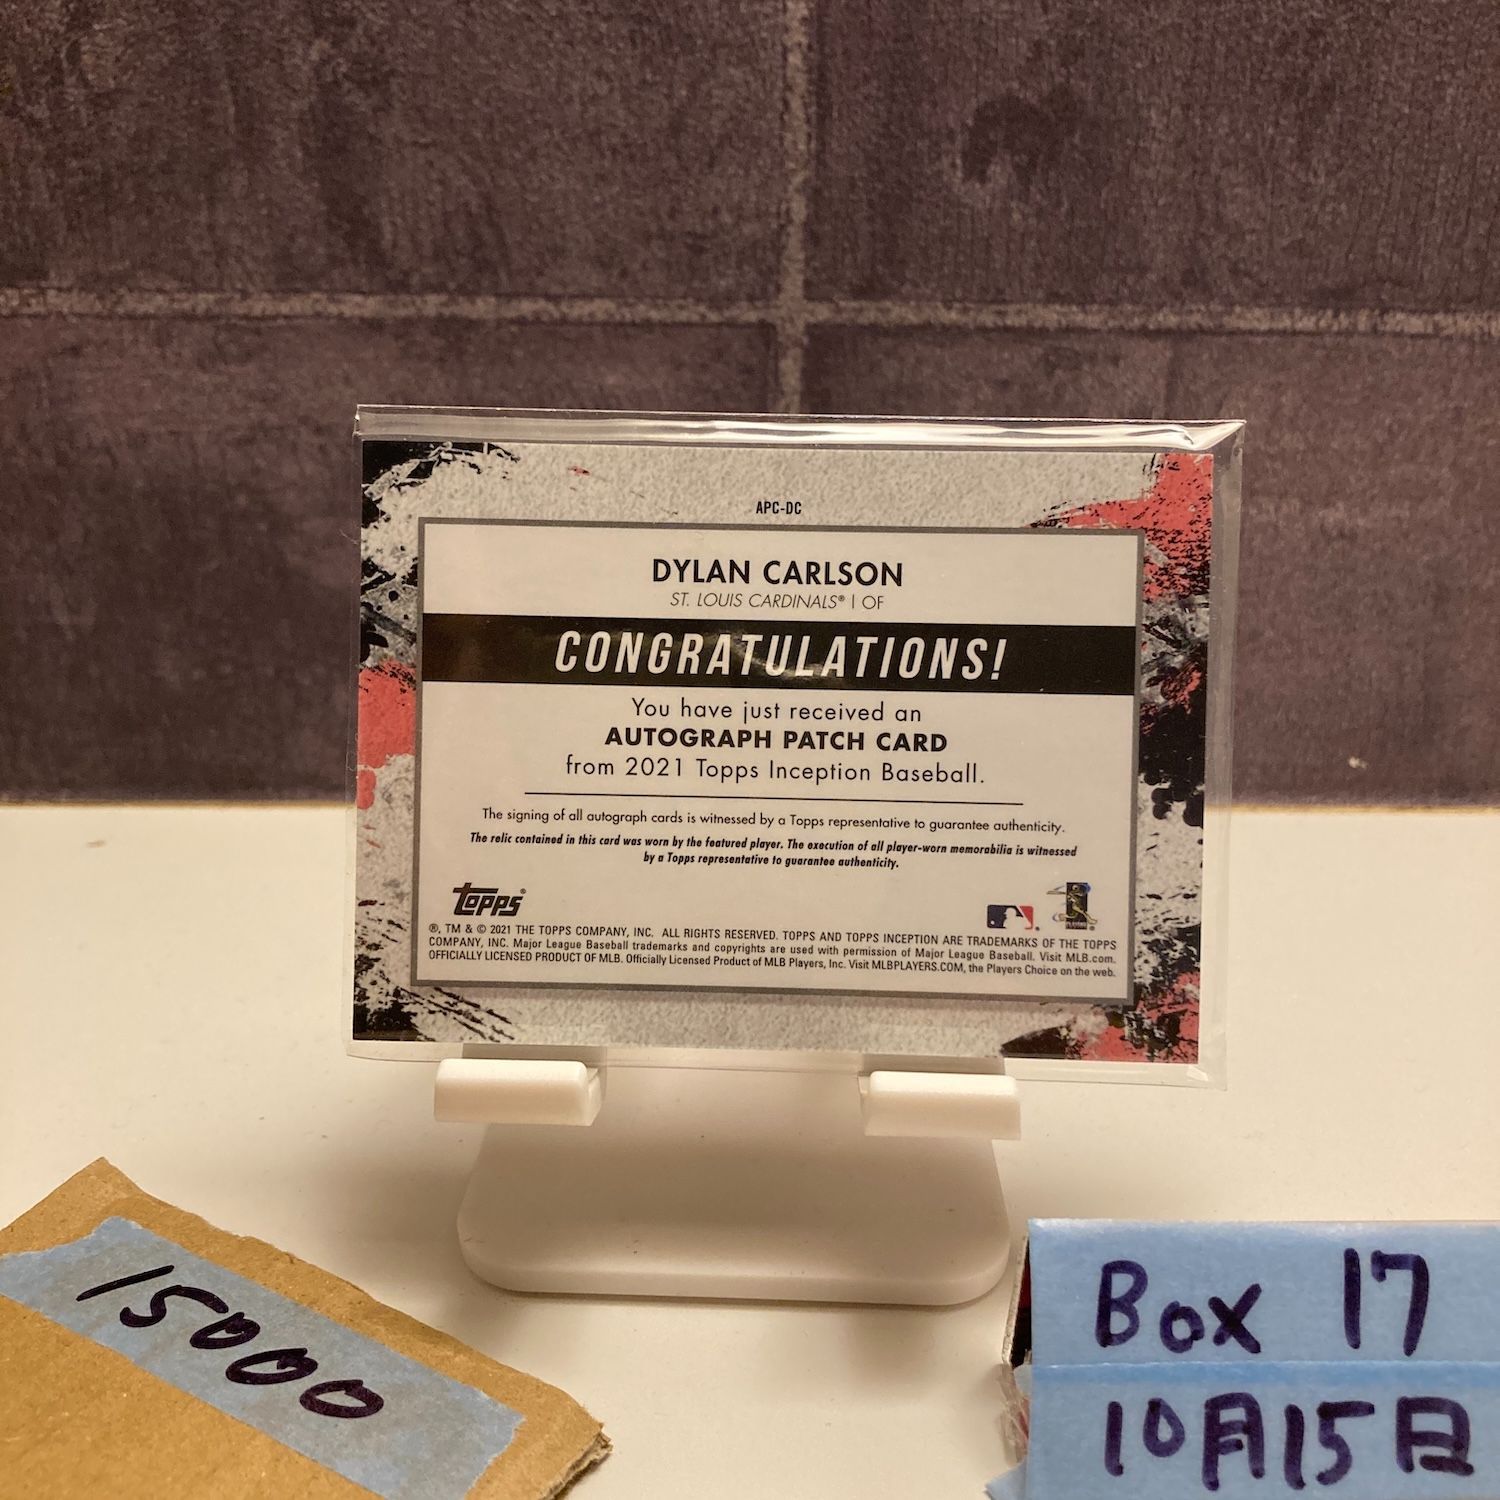 APC-DC
DYLAN CARLSON
ST. LOUIS CARDINALS® | OF
CONGRATULATIONS!
You have just received an
AUTOGRAPH PATCH CARD
from 2021 Topps Inception Baseball.
The signing of all autograph cards is witnessed by a Topps representative to guarantee authenticity.
The relic contained in this card was worn by the featured player. The execution of all player-worn memorabilia is witnessed
by a Topps representative to guarantee authenticity.
topps®
®, TM & © 2021 THE TOPPS COMPANY, INC. ALL RIGHTS RESERVED. TOPPS AND TOPPS INCEPTION ARE TRADEMARKS OF THE TOPPS
COMPANY, INC. Major League Baseball trademarks and copyrights are used with permission of Major League Baseball. Visit MLB.com.
OFFICIALLY LICENSED PRODUCT OF MLB. Officially Licensed Product of MLB Players, Inc. Visit MLBPLAYERS.COM, the Players Choice on the web.
15000
Box 17
10月15日